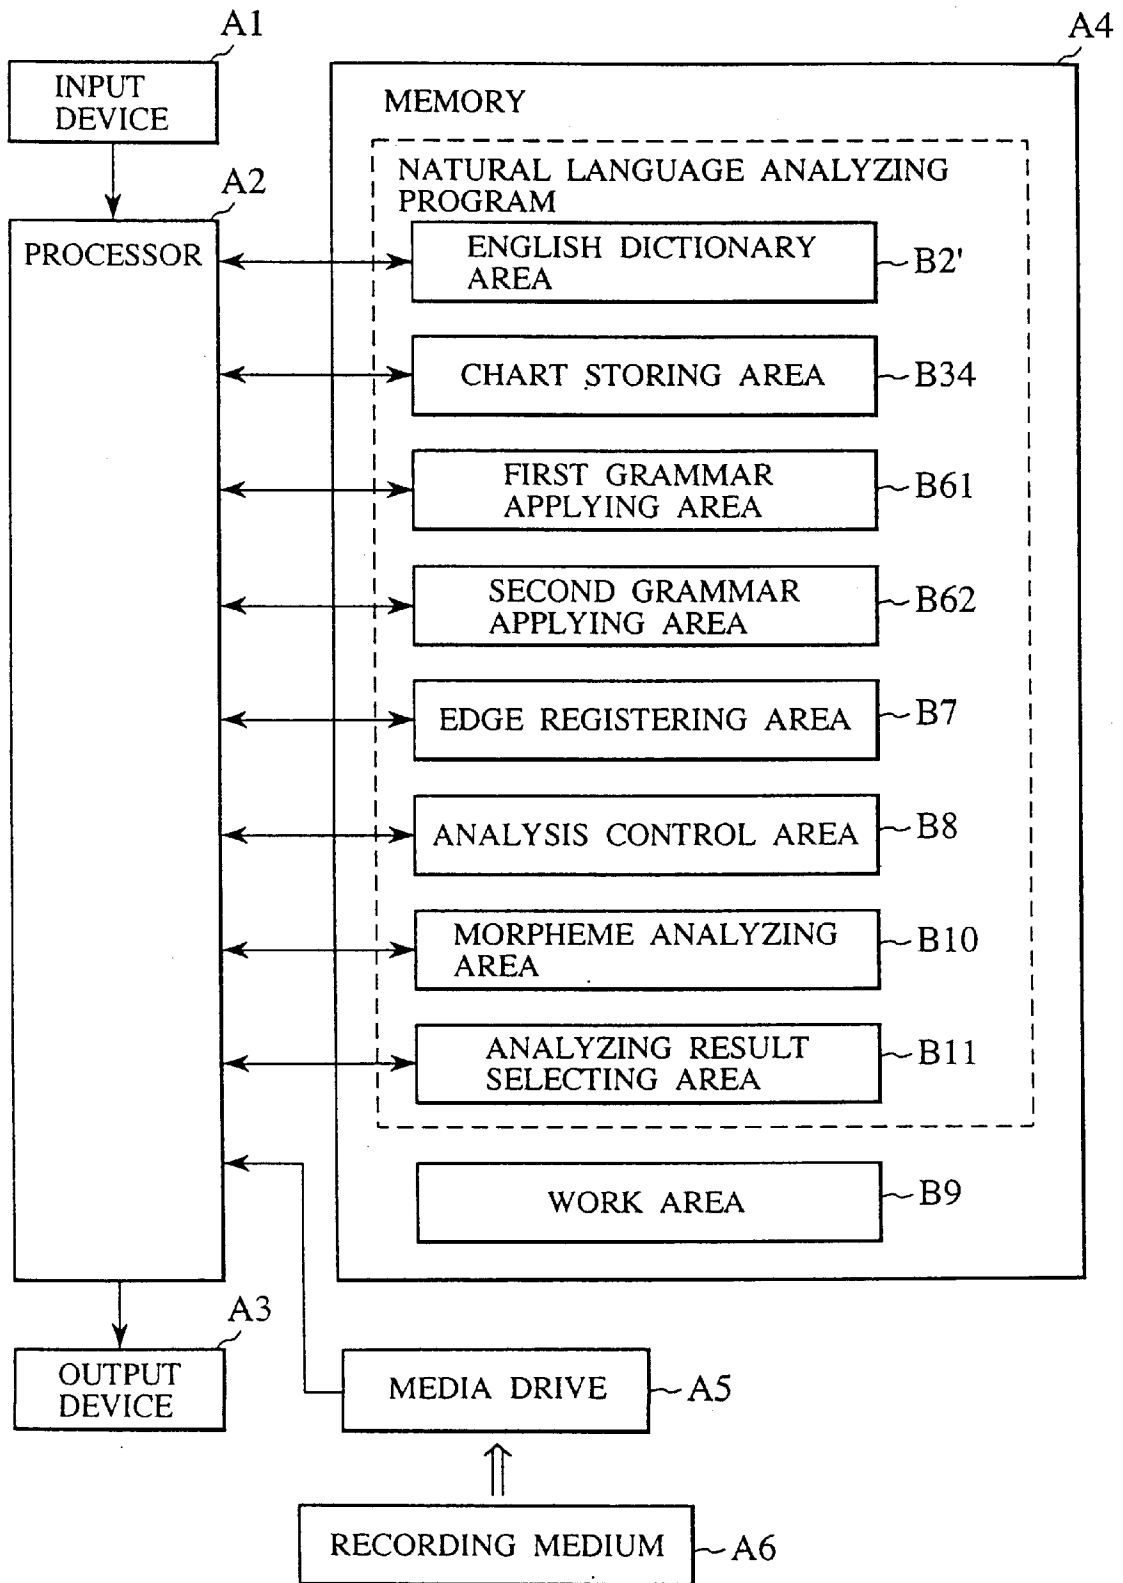 A1
A4
INPUT
DEVICE
MEMORY
A2
NATURAL LANGUAGE ANALYZING
PROGRAM
PROCESSOR
ENGLISH DICTIONARY
AREA
B2'
CHART STORING AREA
B34
FIRST GRAMMAR
APPLYING AREA
B61
SECOND GRAMMAR
APPLYING AREA
B62
EDGE REGISTERING AREA
B7
ANALYSIS CONTROL AREA
B8
MORPHEME ANALYZING
AREA
B10
ANALYZING RESULT
SELECTING AREA
B11
WORK AREA
B9
A3
OUTPUT
DEVICE
MEDIA DRIVE
A5
RECORDING MEDIUM
A6